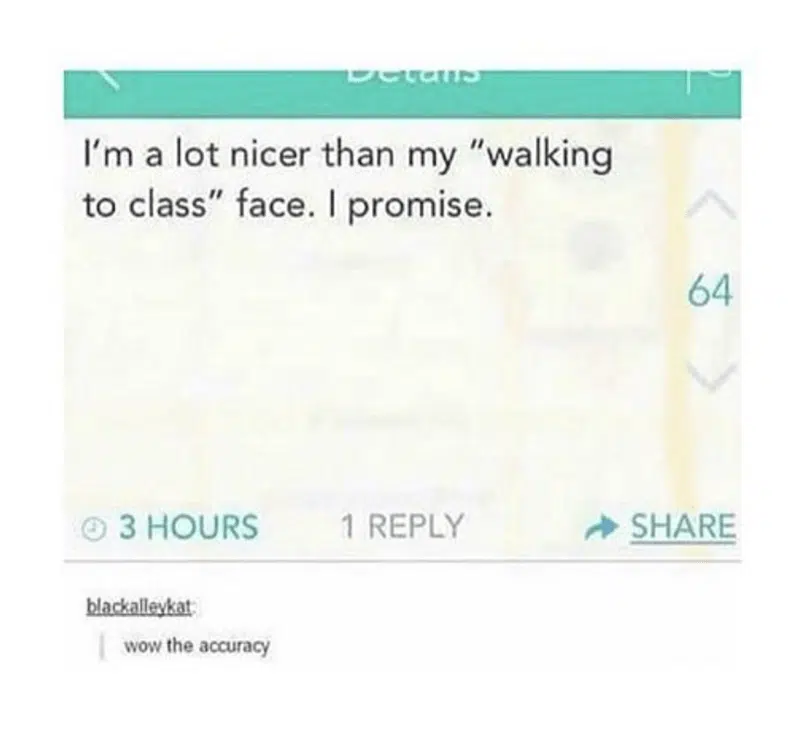 Details
I'm a lot nicer than my "walking
to class" face. I promise.
64
3 HOURS 1 REPLY SHARE
blackalleykat:
wow the accuracy